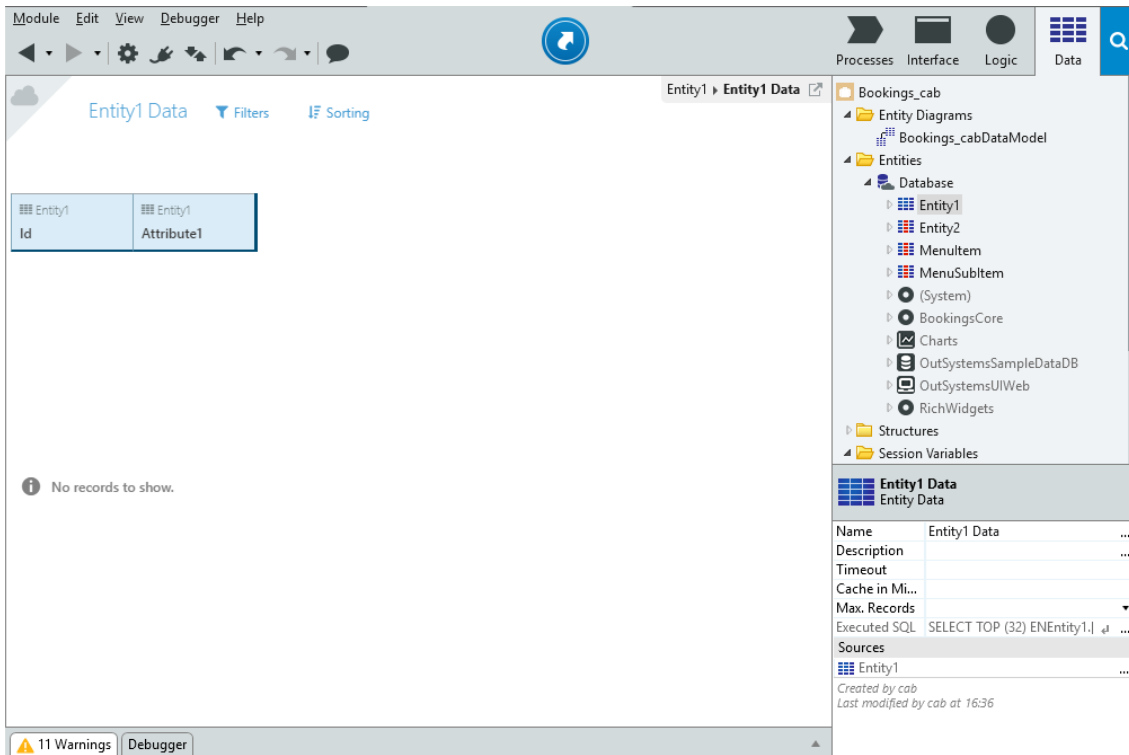 Module Edit View Debugger Help
Processes Interface Logic Data
Entity1 Data Filters Sorting
Entity1 Entity1 Data
Entity1 Entity1
Id Attribute1
No records to show.
11 Warnings Debugger
Bookings_cab
Entity Diagrams
Bookings_cabDataModel
Entities
Database
Entity1
Entity2
MenuItem
MenuSubItem
(System)
BookingsCore
Charts
OutSystemsSampleDataDB
OutSystemsUIWeb
RichWidgets
Structures
Session Variables
Entity1 Data
Entity Data
Name Entity1 Data ...
Description ...
Timeout
Cache in Mi...
Max. Records
Executed SQL SELECT TOP (32) ENEntity1.[ ...
Sources
Entity1 ...
Created by cab
Last modified by cab at 16:36